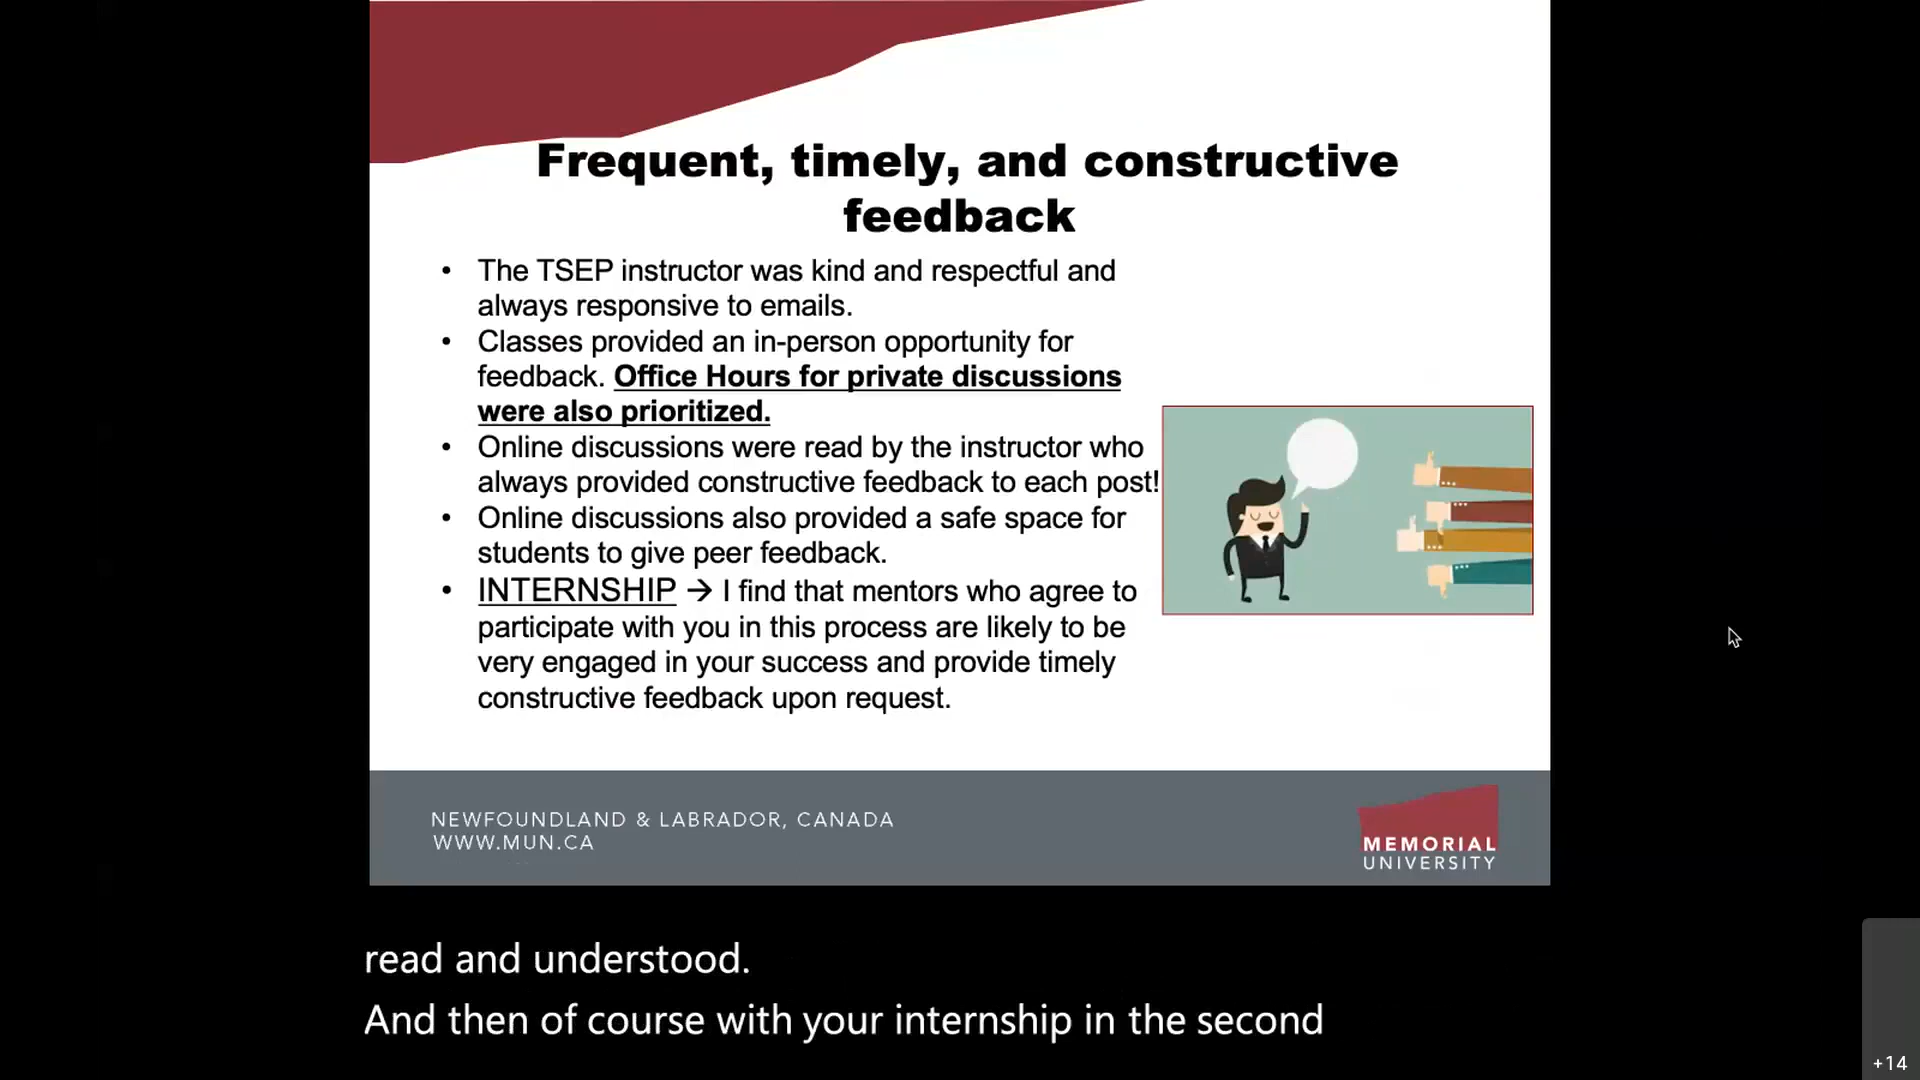 Frequent, timely, and constructive
feedback
• The TSEP instructor was kind and respectful and
always responsive to emails.
• Classes provided an in-person opportunity for
feedback. Office Hours for private discussions
were also prioritized.
• Online discussions were read by the instructor who
always provided constructive feedback to each post!
• Online discussions also provided a safe space for
students to give peer feedback.
• INTERNSHIP → I find that mentors who agree to
participate with you in this process are likely to be
very engaged in your success and provide timely
constructive feedback upon request.
NEWFOUNDLAND & LABRADOR, CANADA
WWW.MUN.CA
MEMORIAL
UNIVERSITY
read and understood.
And then of course with your internship in the second
+14